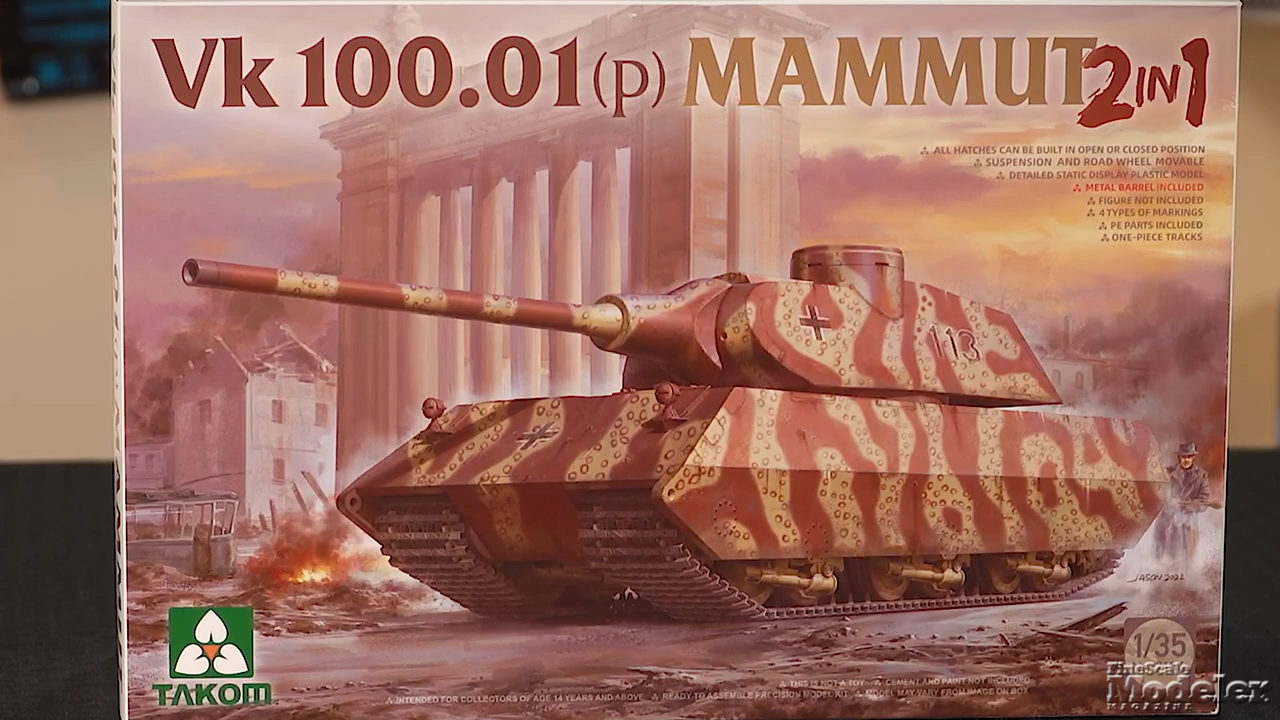 Vk 100.01(p) MAMMUT 2 IN 1
ALL HATCHES CAN BE BUILT IN OPEN OR CLOSED POSITION
SUSPENSION AND ROAD WHEEL MOVABLE
DETAILED STATIC DISPLAY PLASTIC MODEL
METAL BARREL INCLUDED
FIGURE NOT INCLUDED
4 TYPES OF MARKINGS
PE PARTS INCLUDED
ONE-PIECE TRACKS
113
JASON 2022
1/35
TAKOM
THIS IS NOT A TOY CEMENT AND PAINT NOT INCLUDED
INTENDED FOR COLLECTORS OF AGE 14 YEARS AND ABOVE READY TO ASSEMBLE PRECISION MODEL KIT MODEL MAY VARY FROM IMAGE ON BOX
FineScale
Modeler
MAGAZINE